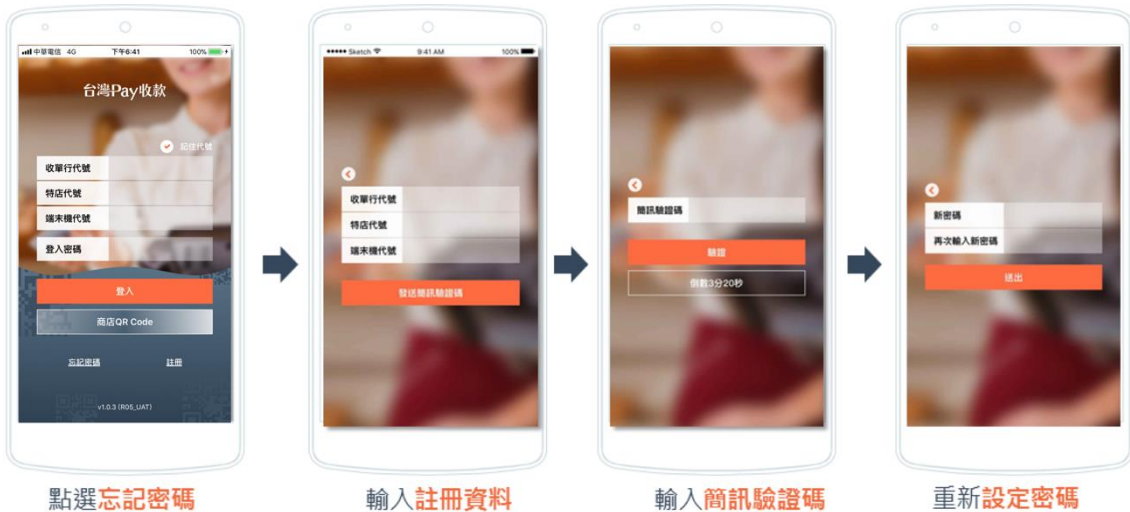 中華電信 4G 下午6:41 100%
台灣Pay收款
記住代號
收單行代號
特店代號
端末機代號
登入密碼
登入
商店QR Code
忘記密碼 註冊
v1.0.3 (R05_UAT)
點選忘記密碼
Sketch 9:41 AM 100%
收單行代號
特店代號
端末機代號
發送簡訊驗證碼
輸入註冊資料
簡訊驗證碼
驗證
倒數3分20秒
輸入簡訊驗證碼
新密碼
再次輸入新密碼
送出
重新設定密碼